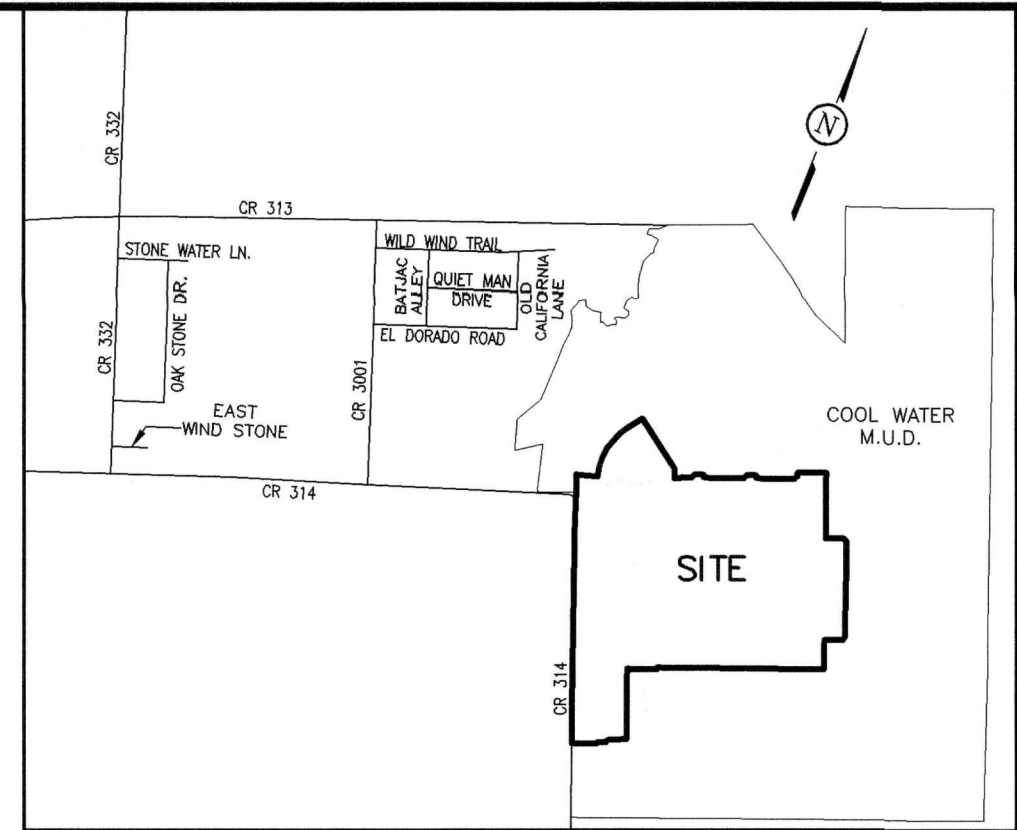 N
CR 332
CR 313
STONE WATER LN.
WILD WIND TRAIL
BATJAC
ALLEY
QUIET MAN
DRIVE
OLD
CALIFORNIA
LANE
EL DORADO ROAD
CR 332
OAK STONE DR.
CR 3001
EAST
WIND STONE
COOL WATER
M.U.D.
CR 314
SITE
CR 314